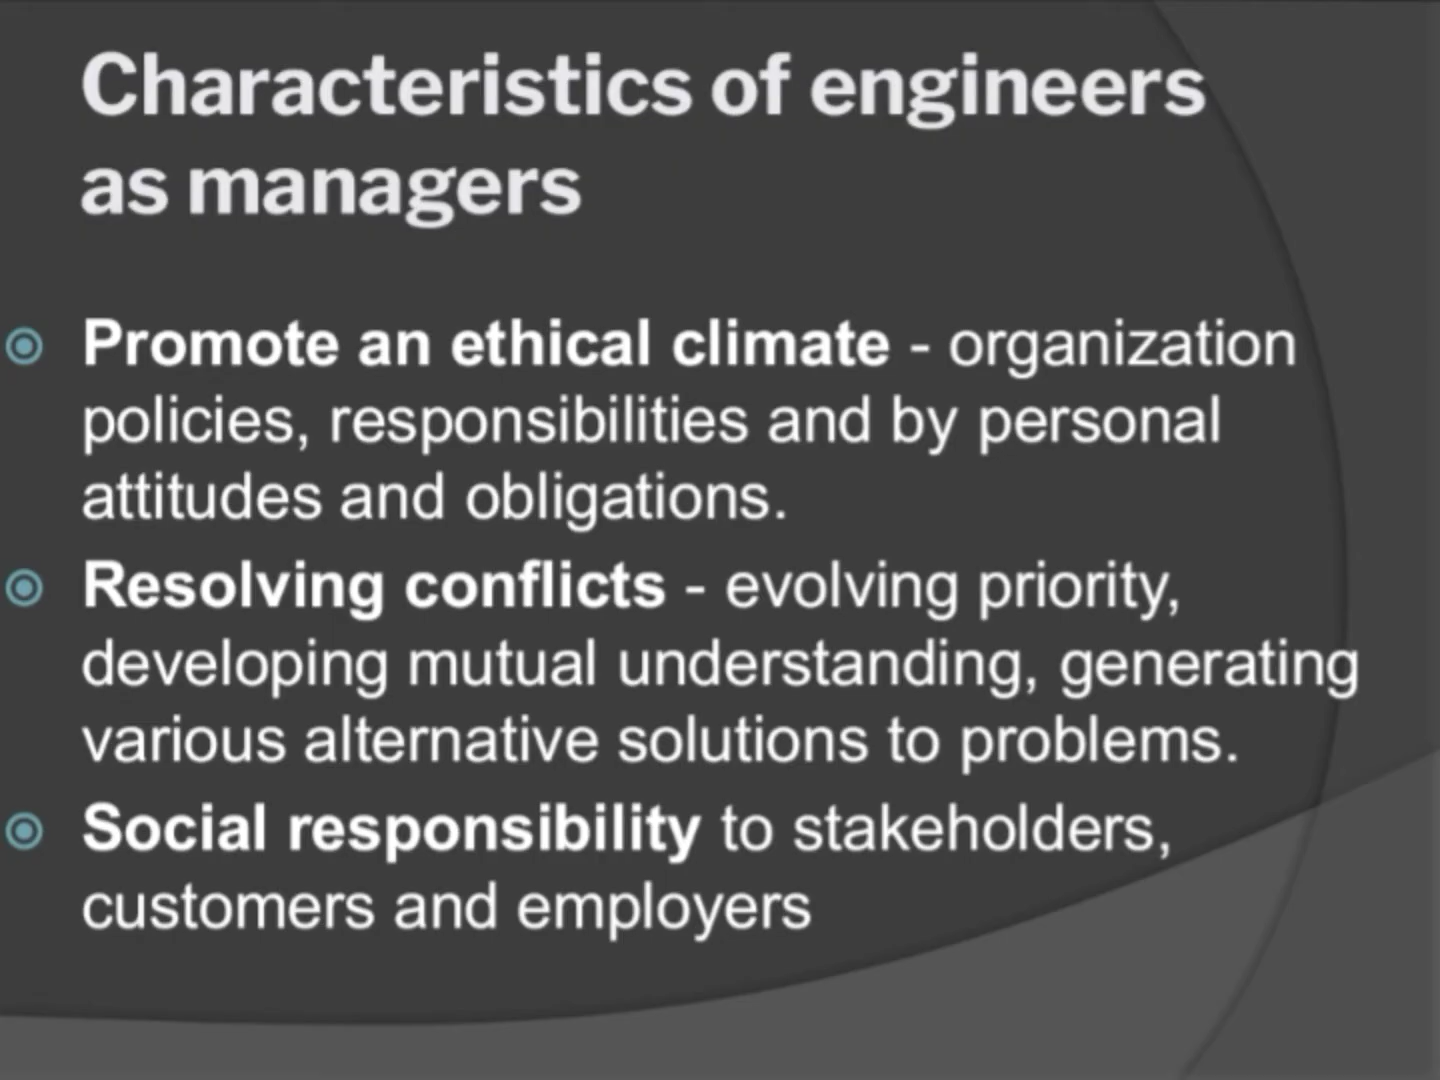 Characteristics of engineers
as managers
Promote an ethical climate - organization
policies, responsibilities and by personal
attitudes and obligations.
Resolving conflicts - evolving priority,
developing mutual understanding, generating
various alternative solutions to problems.
Social responsibility to stakeholders,
customers and employers